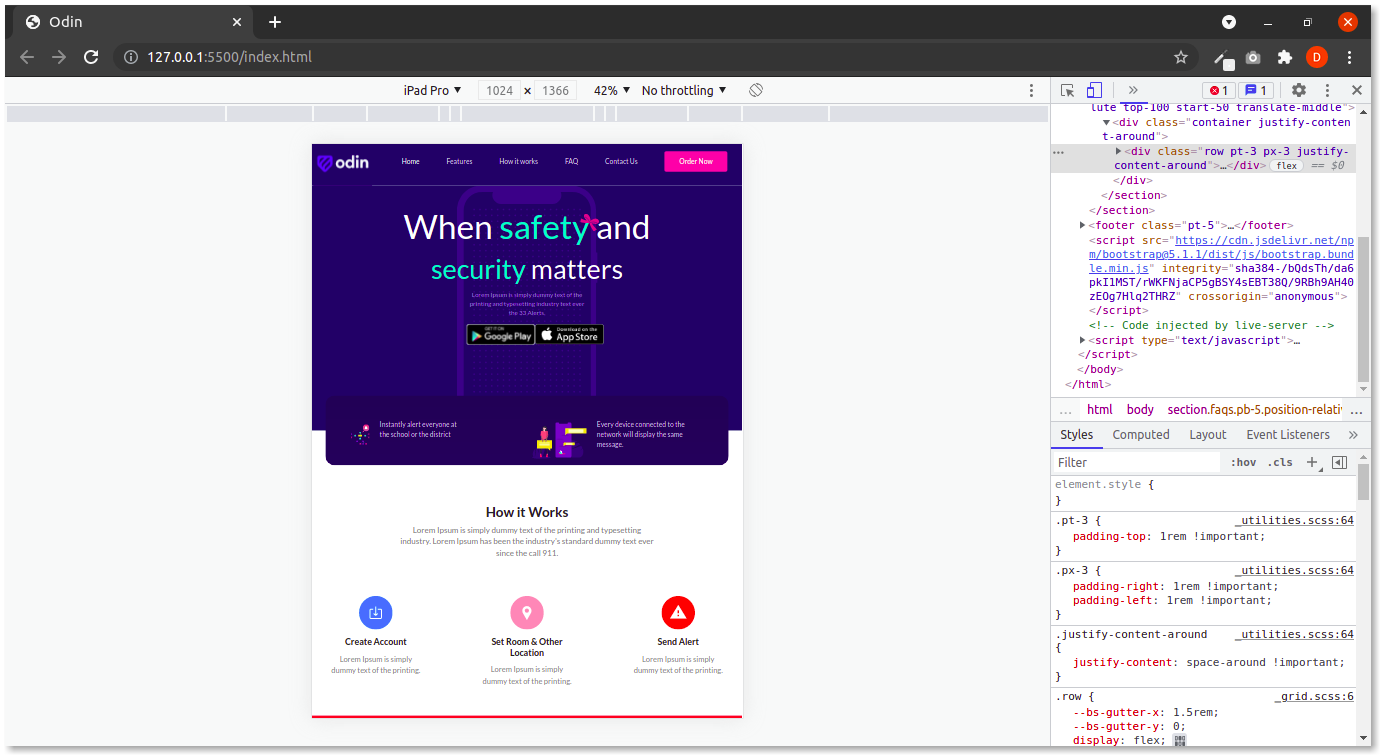 Odin
127.0.0.1:5500/index.html
D
iPad Pro ▼ 1024 × 1366 42% ▼ No throttling ▼
1 1
odin Home Features How it works FAQ Contact Us Order Now
When safety and
security matters
Lorem Ipsum is simply dummy text of the
printing and typesetting industry text ever
the 33 Alerts.
GET IT ON
Google Play
Download on the
App Store
Instantly alert everyone at
the school or the district
Every device connected to the
network will display the same
message.
How it Works
Lorem Ipsum is simply dummy text of the printing and typesetting
industry. Lorem Ipsum has been the industry's standard dummy text ever
since the call 911.
Create Account
Lorem Ipsum is simply
dummy text of the printing.
Set Room & Other
Location
Lorem Ipsum is simply
dummy text of the printing.
Send Alert
Lorem Ipsum is simply
dummy text of the printing.
lute top-100 start-50 translate-middle">
▼<div class="container justify-conten
t-around">
▶<div class="row pt-3 px-3 justify-
content-around">…</div> flex == $0
</div>
</section>
</section>
▶<footer class="pt-5">…</footer>
<script src="https://cdn.jsdelivr.net/np
m/bootstrap@5.1.1/dist/js/bootstrap.bund
le.min.js" integrity="sha384-/bQdsTh/da6
pkI1MST/rWKFNjaCP5gBSY4sEBT38Q/9RBh9AH40
zEOg7Hlq2THRZ" crossorigin="anonymous">
</script>
<!-- Code injected by live-server -->
▶<script type="text/javascript">…
</script>
</body>
</html>
… html body section.faqs.pb-5.position-relativ …
Styles Computed Layout Event Listeners »
Filter :hov .cls +
element.style {
}
.pt-3 { _utilities.scss:64
padding-top: 1rem !important;
}
.px-3 { _utilities.scss:64
padding-right: 1rem !important;
padding-left: 1rem !important;
}
.justify-content-around _utilities.scss:64
{
justify-content: space-around !important;
}
.row { _grid.scss:6
--bs-gutter-x: 1.5rem;
--bs-gutter-y: 0;
display: flex;